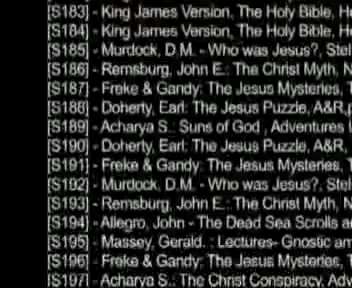 [S183] - King James Version, The Holy Bible, He
[S184] - King James Version, The Holy Bible, He
[S185] - Murdock, D.M. - Who was Jesus?, Stel
[S186] - Remsburg, John E.: The Christ Myth, N
[S187] - Freke & Gandy: The Jesus Mysteries, T
[S188] - Doherty, Earl: The Jesus Puzzle, A&R,
[S189] - Acharya S.: Suns of God , Adventures
[S190] - Doherty, Earl: The Jesus Puzzle, A&R,
[S191] - Freke & Gandy: The Jesus Mysteries, T
[S192] - Murdock, D.M. - Who was Jesus?, Stel
[S193] - Remsburg, John E.: The Christ Myth, N
[S194] - Allegro, John - The Dead Sea Scrolls a
[S195] - Massey, Gerald. : Lectures- Gnostic an
[S196] - Freke & Gandy: The Jesus Mysteries, T
[S197] - Acharya S.: The Christ Conspiracy, Adv